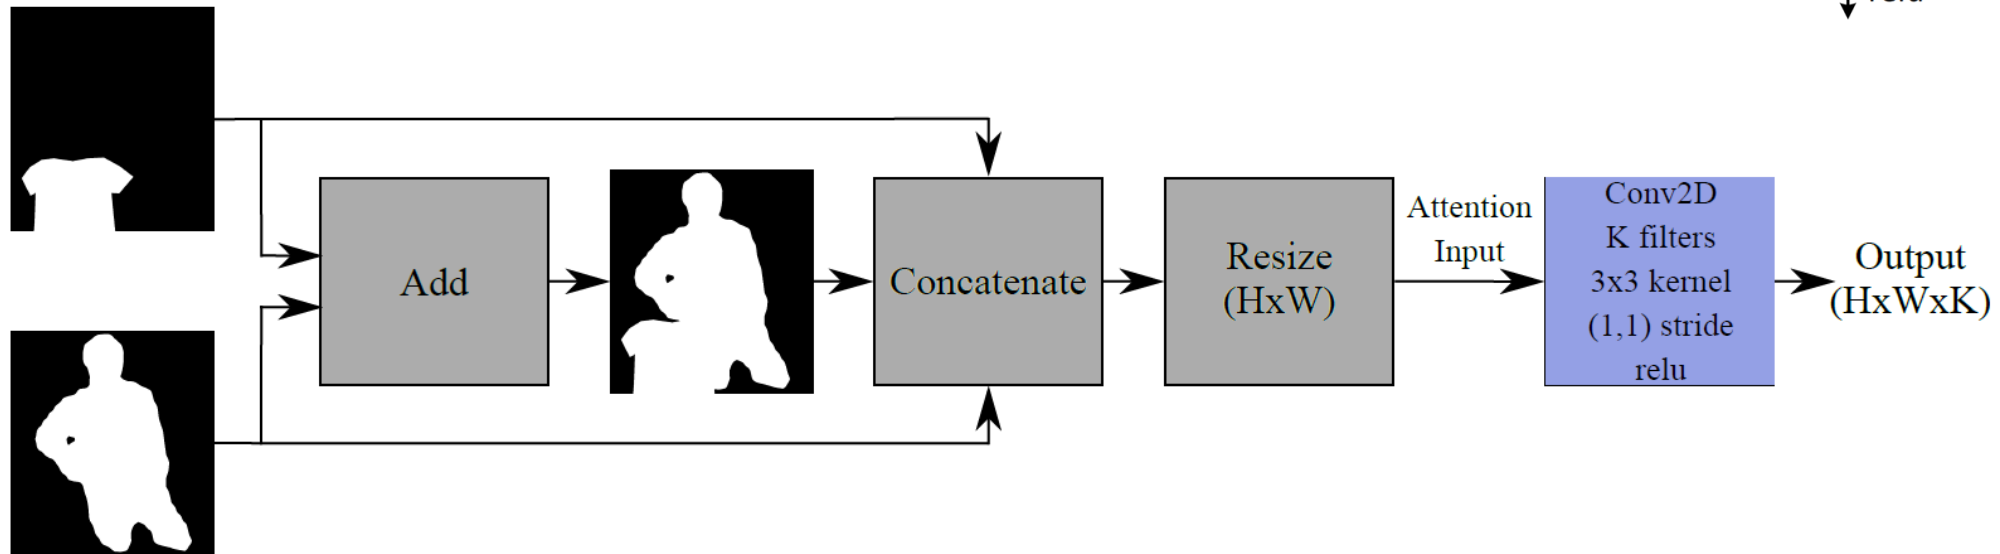 Add
Concatenate
Resize
(HxW)
Attention
Input
Conv2D
K filters
3x3 kernel
(1,1) stride
relu
Output
(HxWxK)